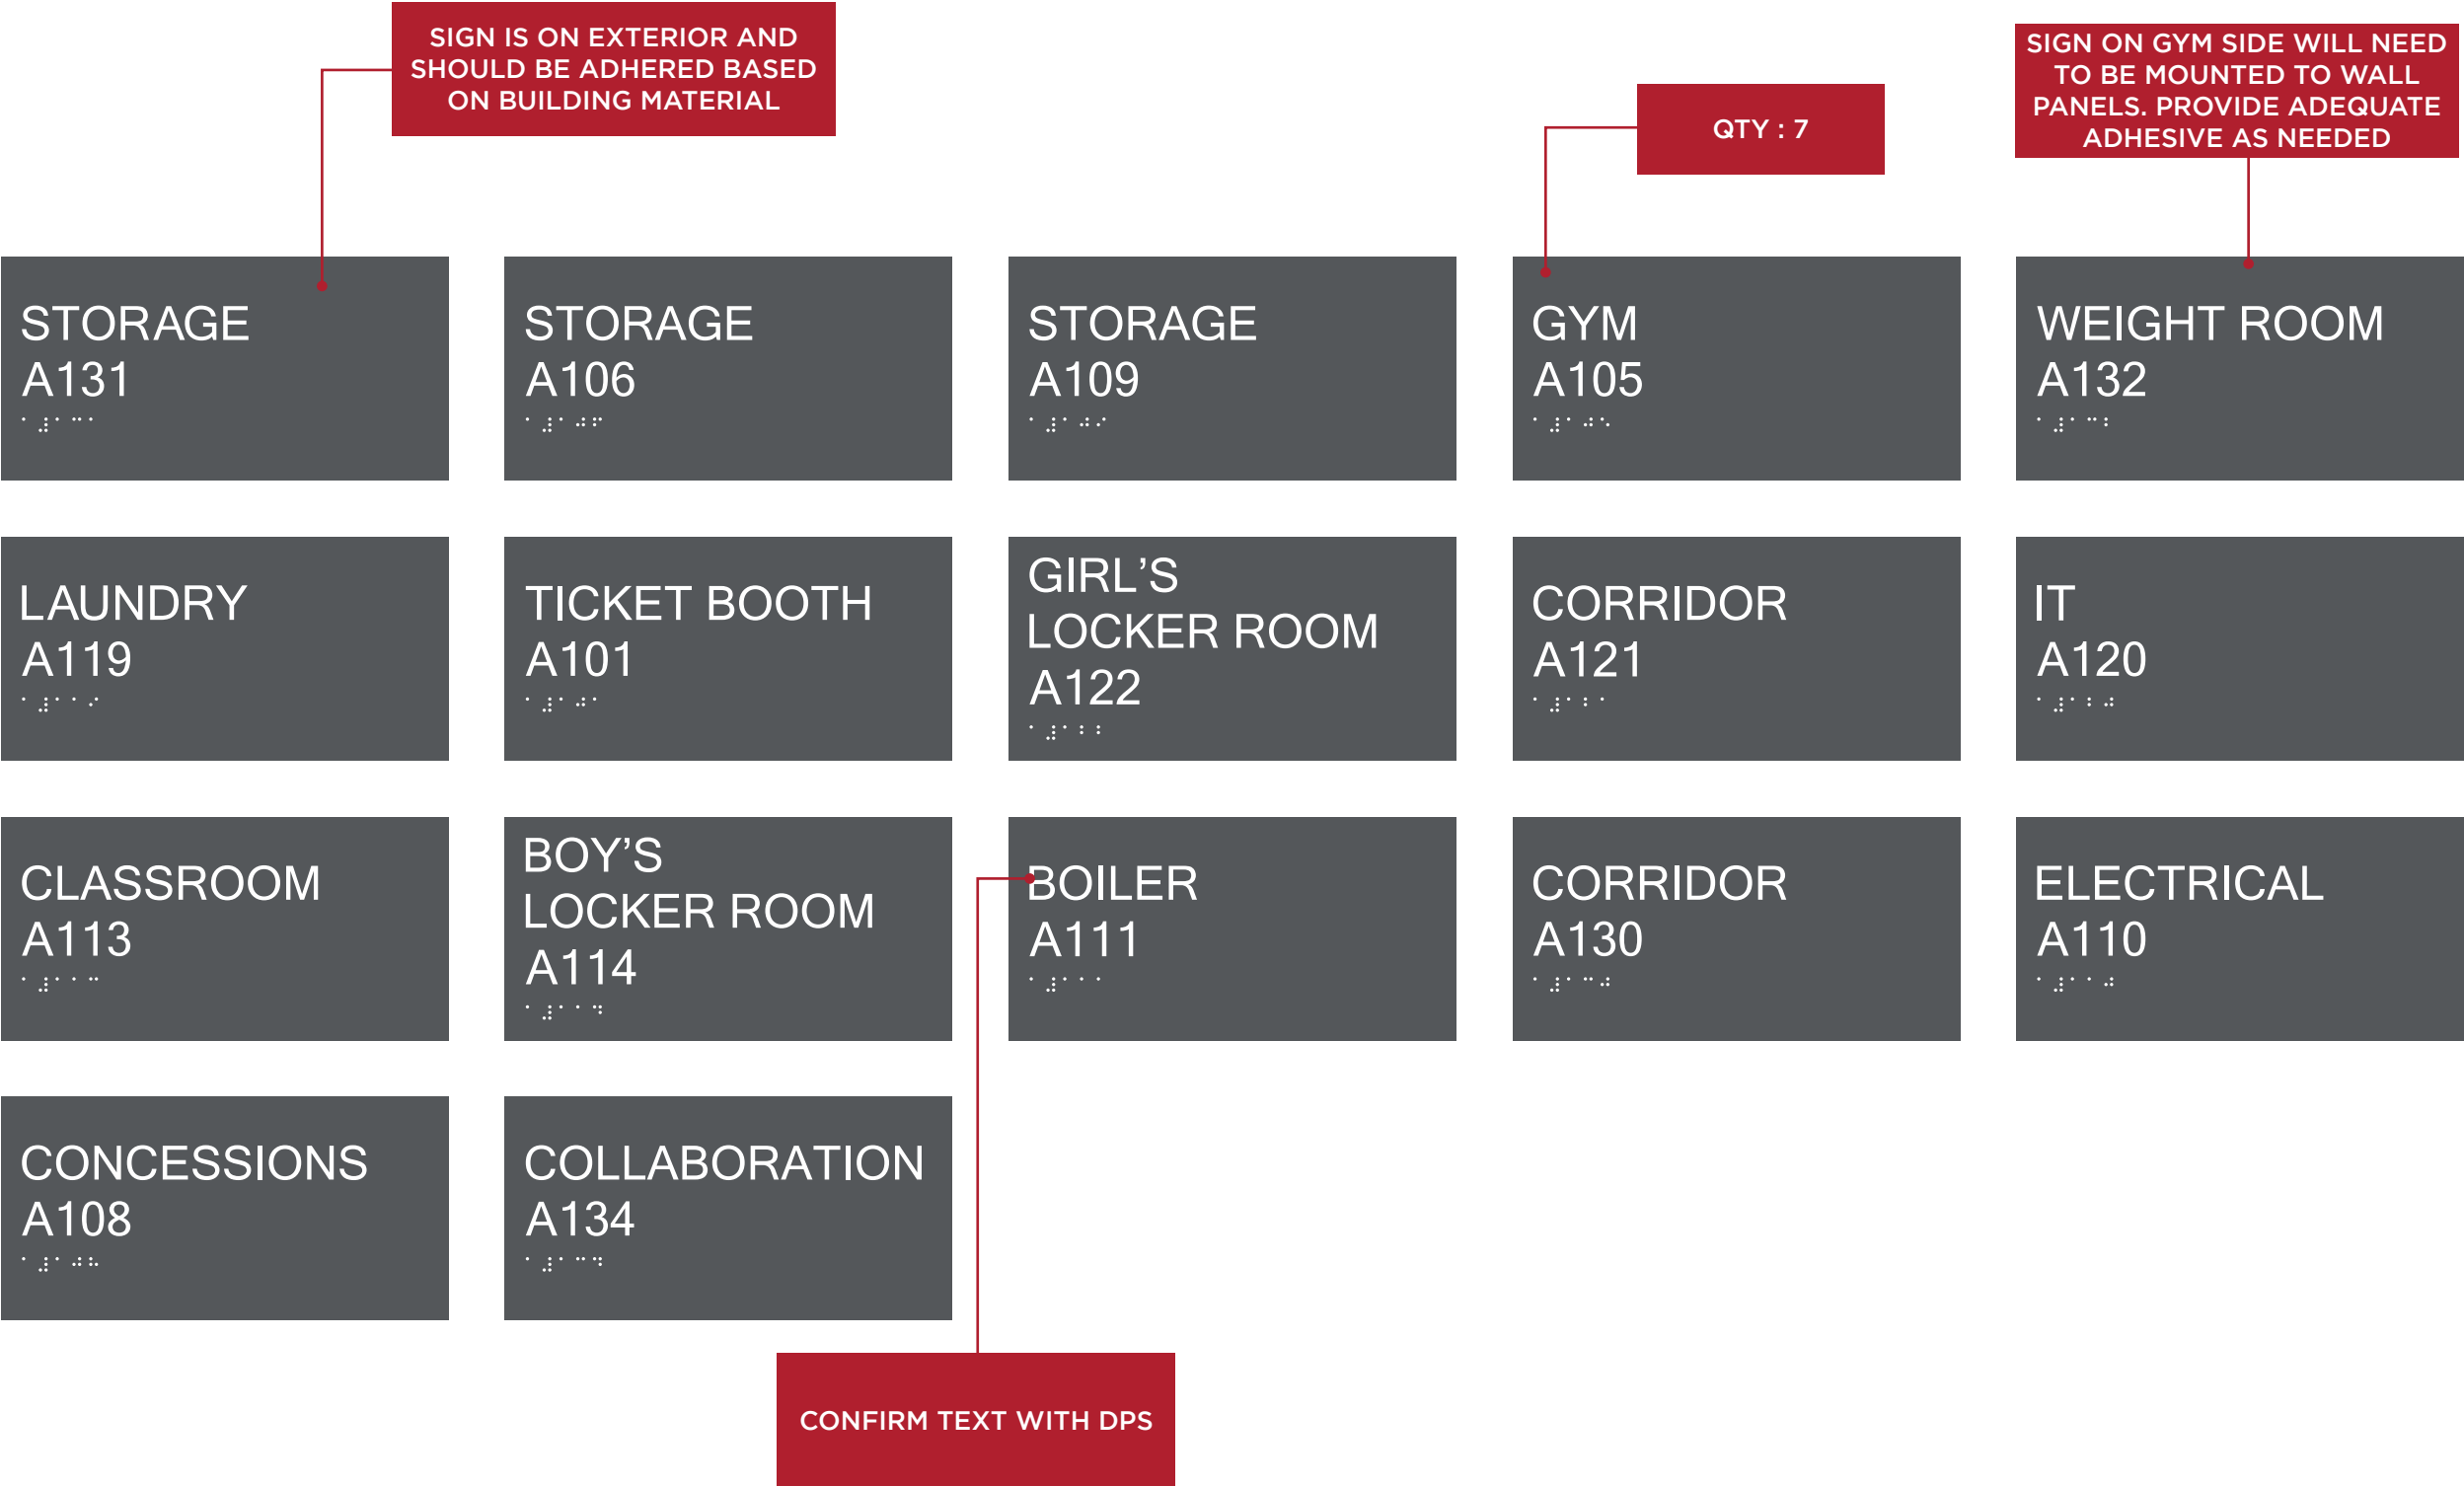 SIGN IS ON EXTERIOR AND
SHOULD BE ADHERED BASED
ON BUILDING MATERIAL
QTY : 7
SIGN ON GYM SIDE WILL NEED
TO BE MOUNTED TO WALL
PANELS. PROVIDE ADEQUATE
ADHESIVE AS NEEDED
STORAGE
A131
⠁⠼⠁⠉⠁
STORAGE
A106
⠁⠼⠁⠚⠋
STORAGE
A109
⠁⠼⠁⠚⠊
GYM
A105
⠁⠼⠁⠚⠑
WEIGHT ROOM
A132
⠁⠼⠁⠉⠃
LAUNDRY
A119
⠁⠼⠁⠁⠊
TICKET BOOTH
A101
⠁⠼⠁⠚⠁
GIRL’S
LOCKER ROOM
A122
⠁⠼⠁⠃⠃
CORRIDOR
A121
⠁⠼⠁⠃⠁
IT
A120
⠁⠼⠁⠃⠚
CLASSROOM
A113
⠁⠼⠁⠁⠉
BOY’S
LOCKER ROOM
A114
⠁⠼⠁⠁⠙
BOILER
A111
⠁⠼⠁⠁⠁
CORRIDOR
A130
⠁⠼⠁⠉⠚
ELECTRICAL
A110
⠁⠼⠁⠁⠚
CONCESSIONS
A108
⠁⠼⠁⠚⠓
COLLABORATION
A134
⠁⠼⠁⠉⠙
CONFIRM TEXT WITH DPS